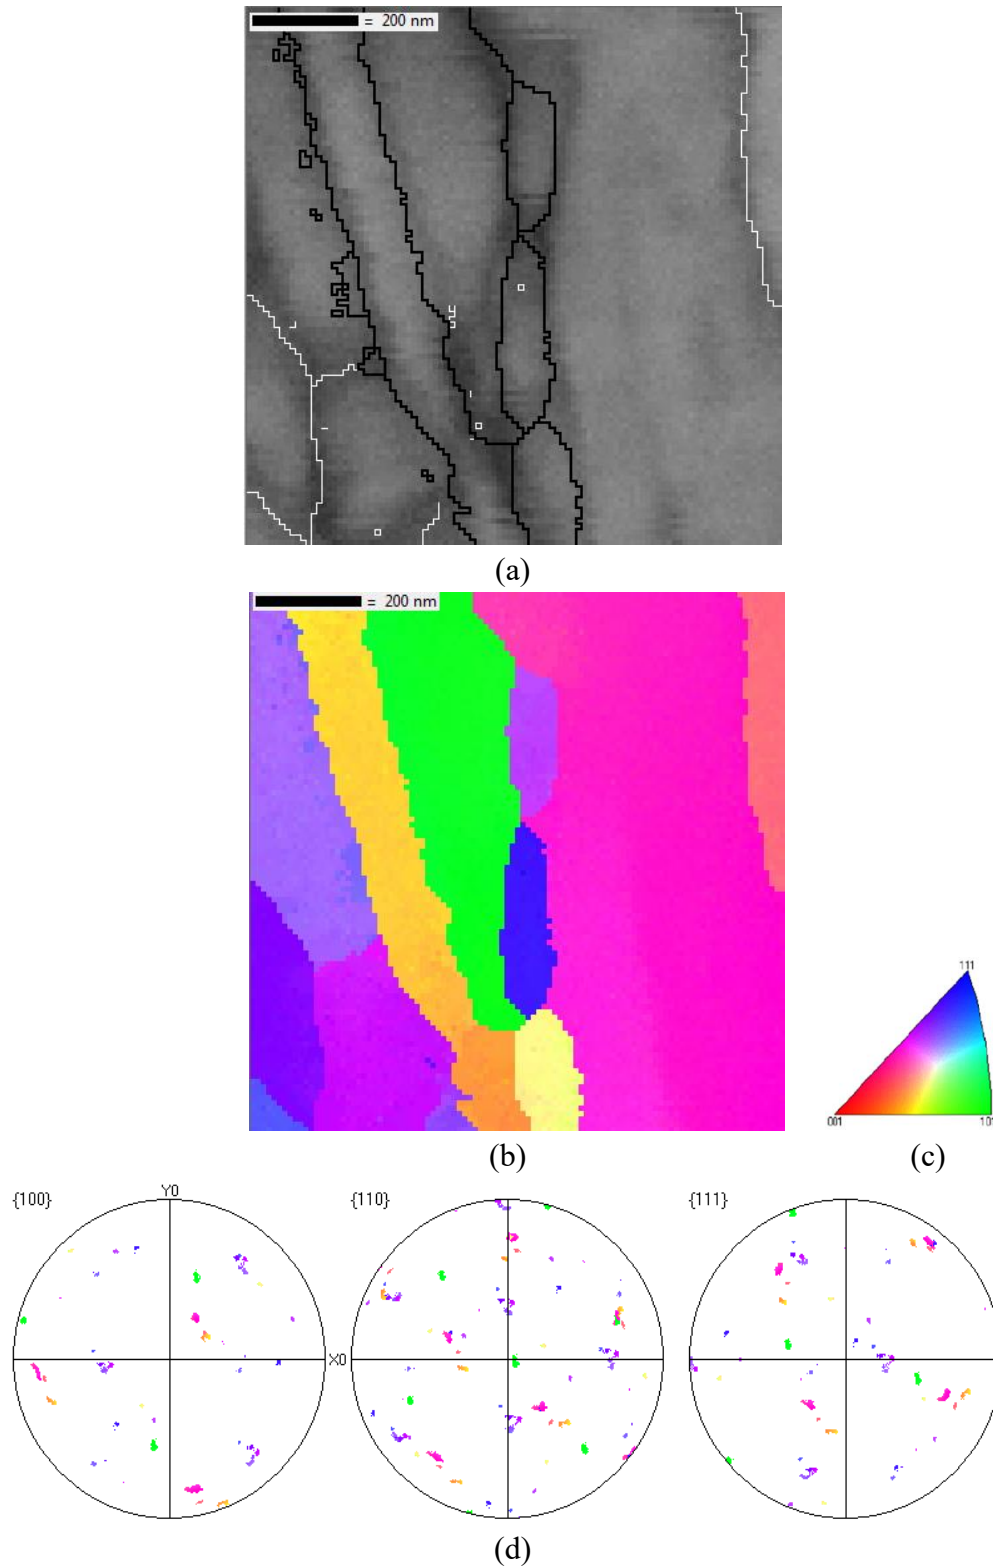 = 200 nm
(a)
= 200 nm
111
001
(b)
(c)
{100}
Y0
{110}
{111}
X0
(d)